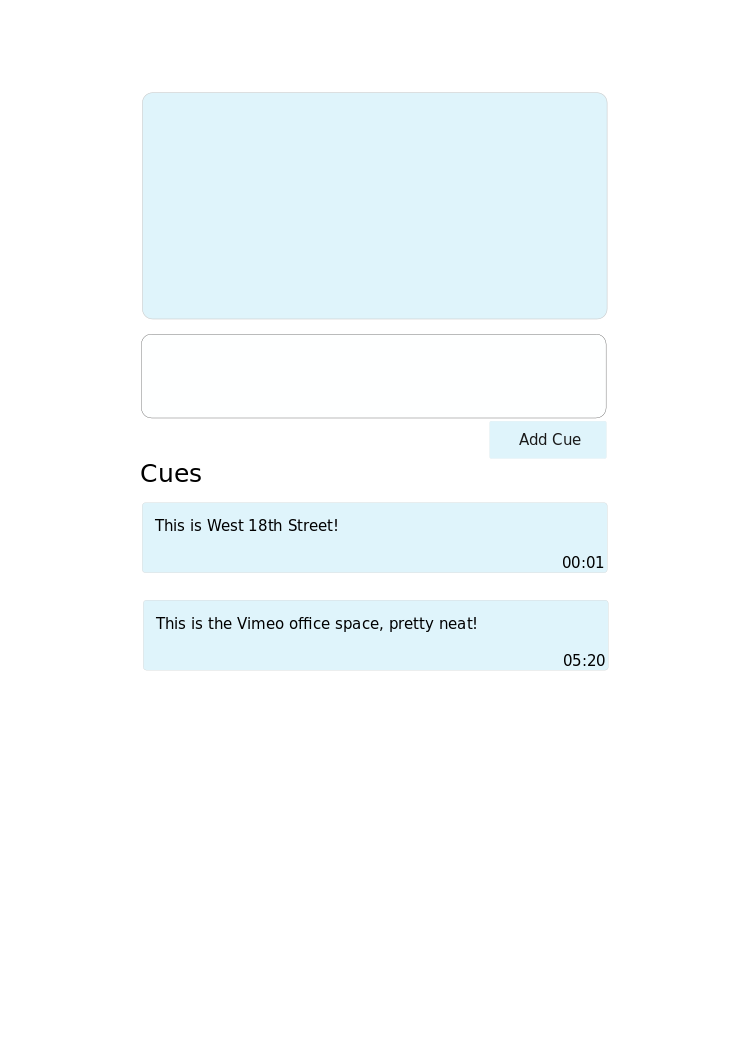 Add Cue
Cues
This is West 18th Street!
00:01
This is the Vimeo office space, pretty neat!
05:20